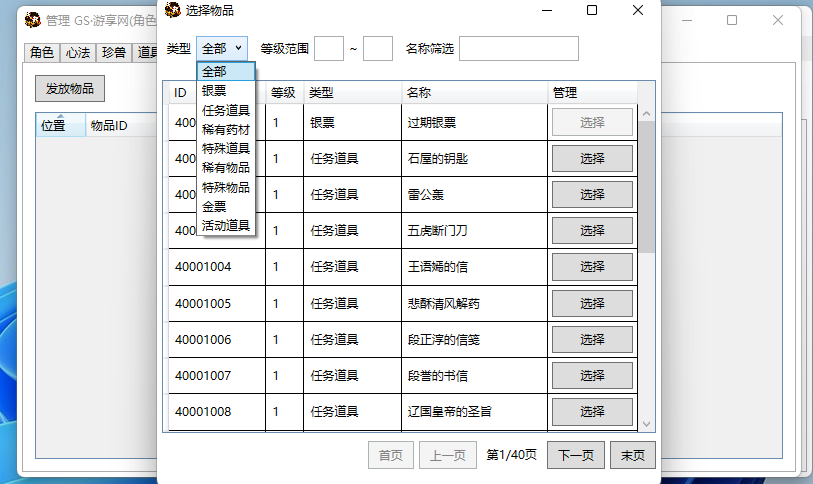 管理 GS·游享网(角色
选择物品
角色 心法 珍兽 道具
类型 全部 等级范围 ~ 名称筛选
发放物品
位置 物品ID
全部
银票
任务道具
稀有药材
特殊道具
稀有物品
特殊物品
金票
活动道具
ID 等级 类型 名称 管理
400 1 银票 过期银票 选择
400 1 任务道具 石屋的钥匙 选择
400 1 任务道具 雷公轰 选择
400 1 任务道具 五虎断门刀 选择
40001004 1 任务道具 王语嫣的信 选择
40001005 1 任务道具 悲酥清风解药 选择
40001006 1 任务道具 段正淳的信笺 选择
40001007 1 任务道具 段誉的书信 选择
40001008 1 任务道具 辽国皇帝的圣旨 选择
首页 上一页 第1/40页 下一页 末页